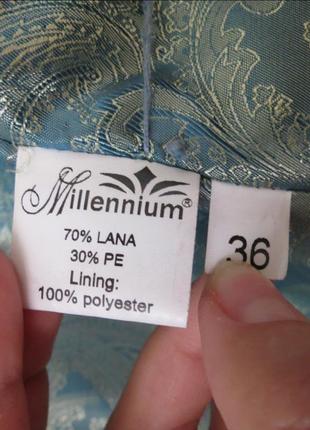 Millennium®
70% LANA
30% PE
Lining:
100% polyester
36